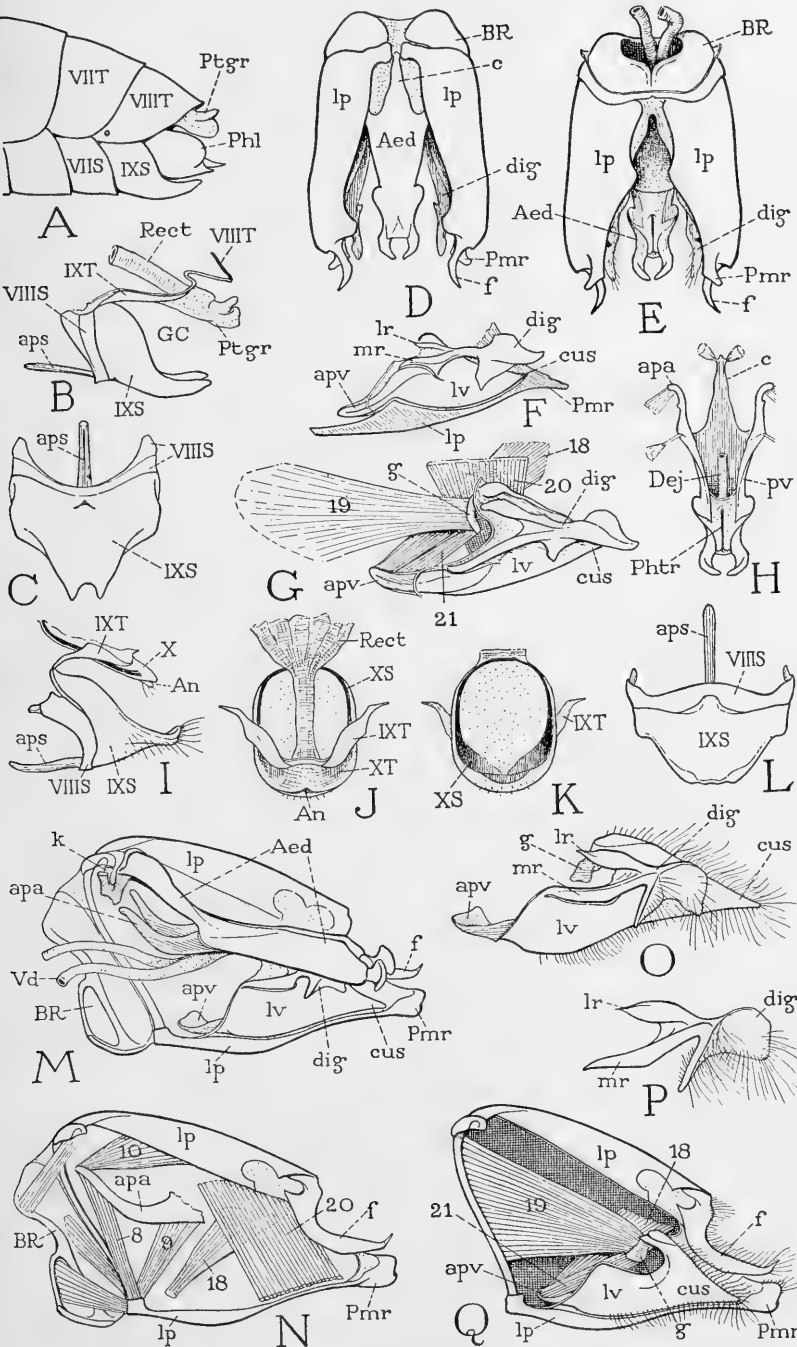 VIIT
VIIIT
Ptgr
Phl
VIIS
IXS
A
Rect
VIIIT
IXT
VIIIS
GC
Ptgr
aps
B
IXS
aps
VIIIS
IXS
C
BR
lp
c
lp
Aed
dig
Pmr
f
D
BR
lp
lp
Aed
dig
Pmr
f
E
lr
mr
dig
apv
cus
lv
Pmr
lp
F
18
g
20
dig
19
apv
lv
cus
21
G
c
apa
Dej
pv
Phtr
H
IXT
X
An
aps
VIIIS
IXS
I
Rect
XS
IXT
XT
An
J
IXT
XS
K
aps
VIIIS
IXS
L
k
lp
Aed
apa
Vd
f
apv
BR
lv
Pmr
lp
dig
cus
M
dig
lr
g
cus
mr
apv
lv
O
lr
dig
mr
P
lp
10
apa
20
f
BR
8
9
18
Pmr
lp
N
lp
18
19
21
f
apv
lv
cus
Pmr
lp
g
Q